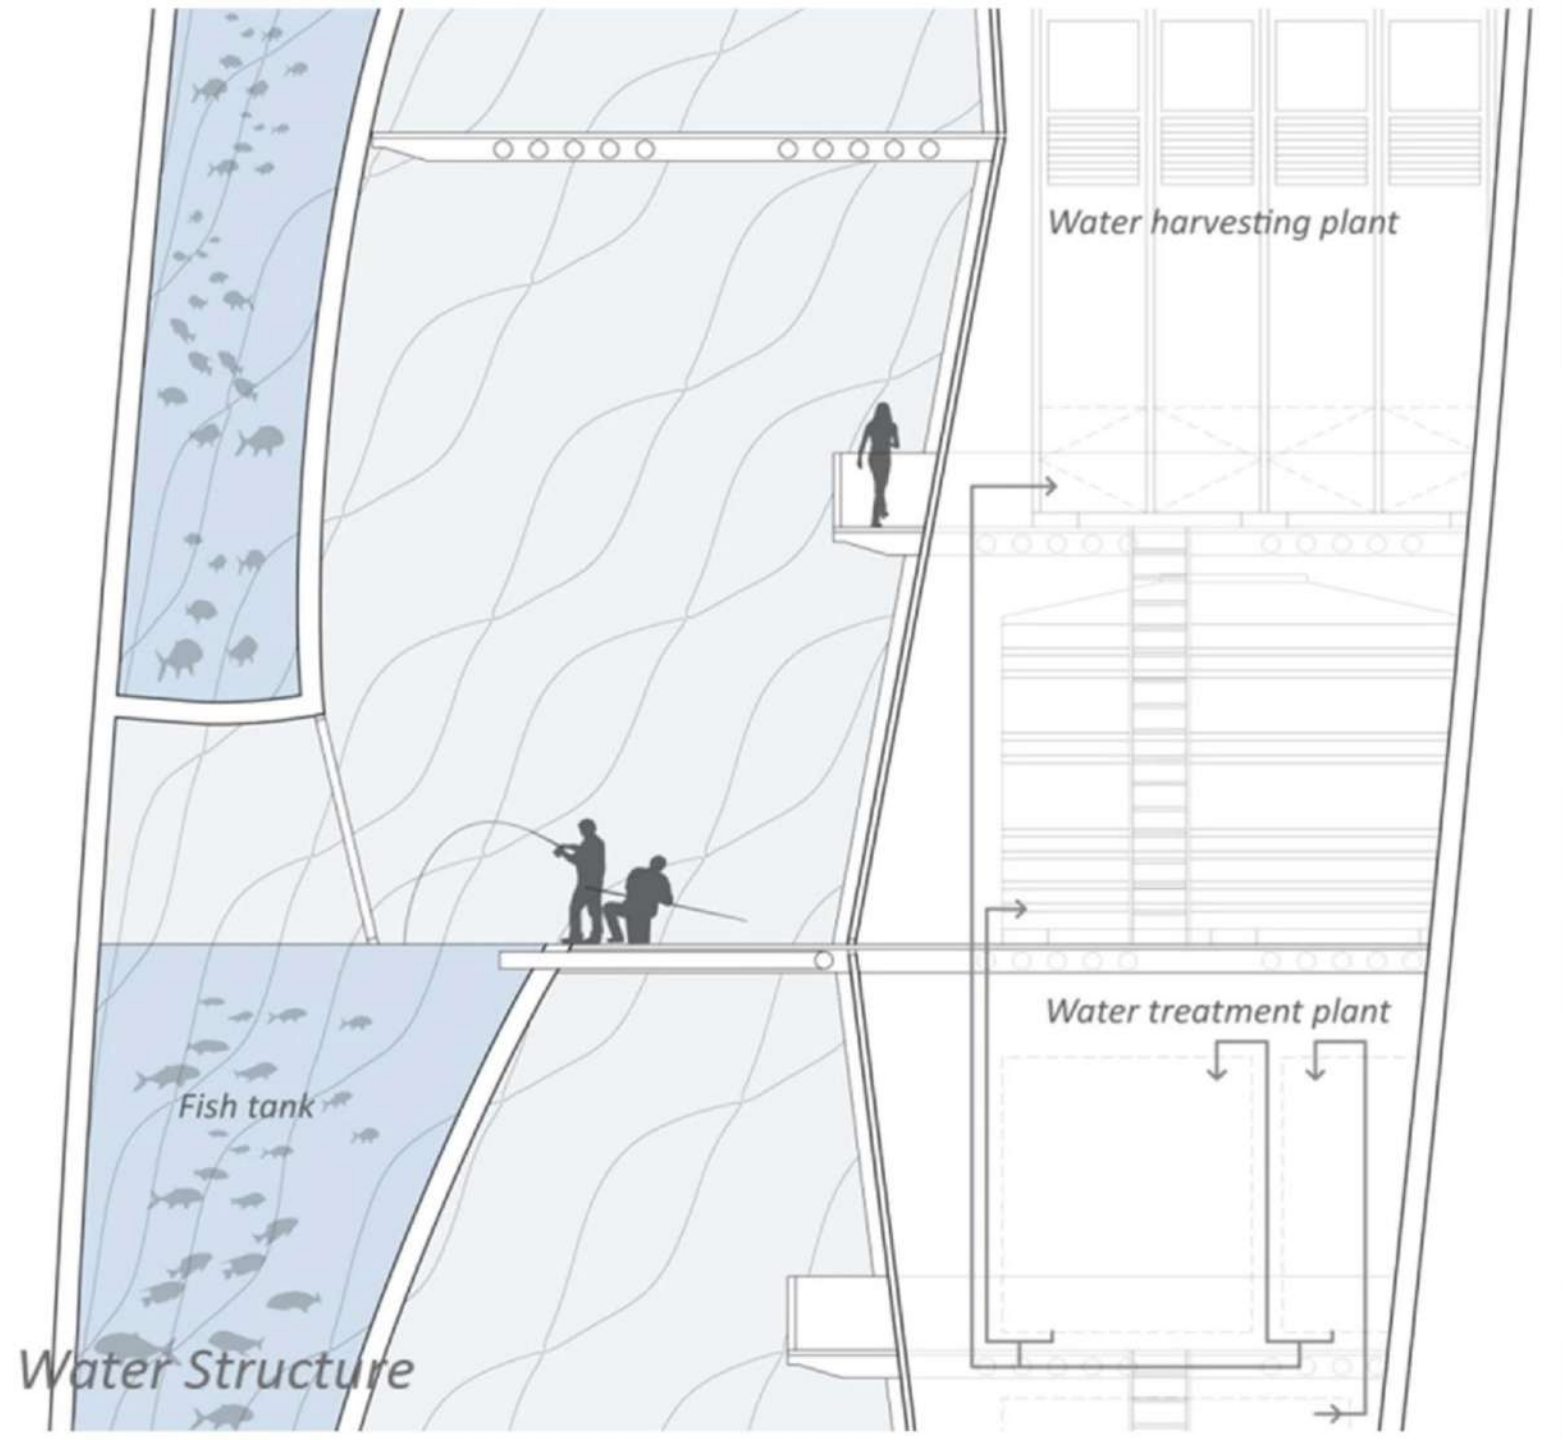 Water harvesting plant
Water treatment plant
Fish tank
Water Structure